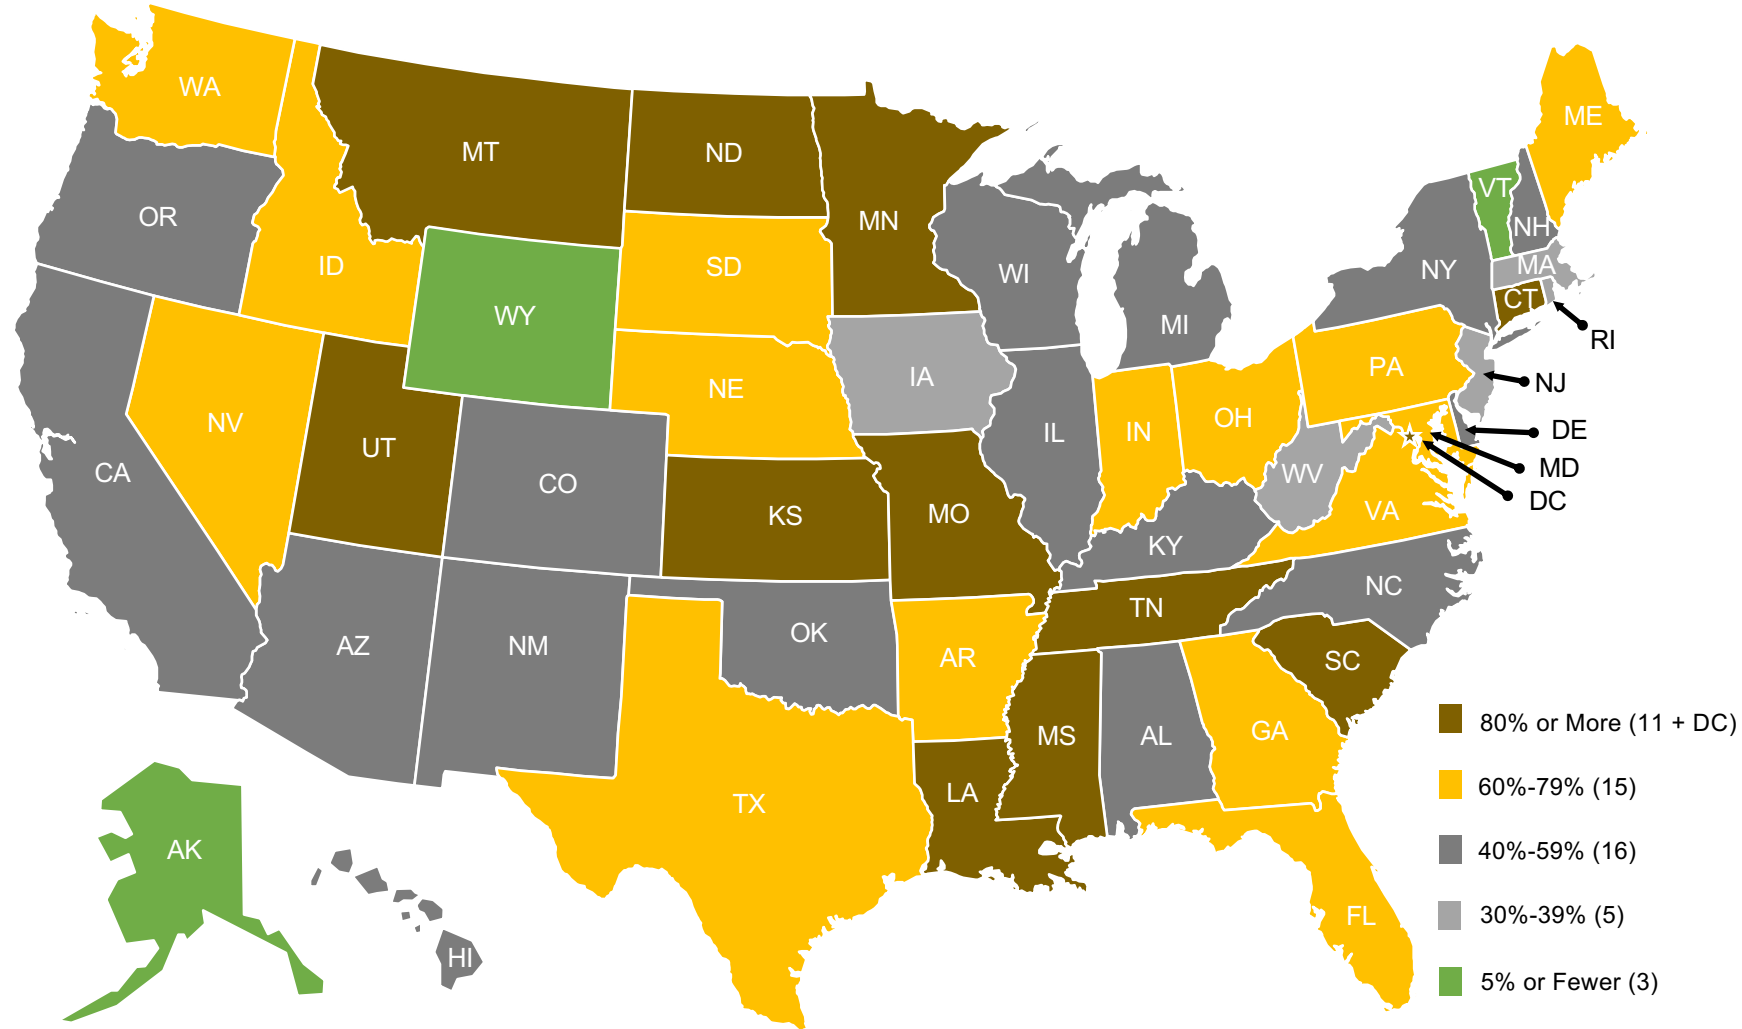 WA
MT
ND
MN
ME
OR
ID
SD
WI
VT
NH
NY
MA
CT
RI
WY
MI
NE
IA
PA
NJ
NV
UT
CO
KS
MO
IL
IN
OH
WV
VA
DE
MD
DC
CA
KY
NC
AZ
NM
OK
AR
TN
SC
MS
AL
GA
TX
LA
FL
AK
HI
80% or More (11 + DC)
60%-79% (15)
40%-59% (16)
30%-39% (5)
5% or Fewer (3)